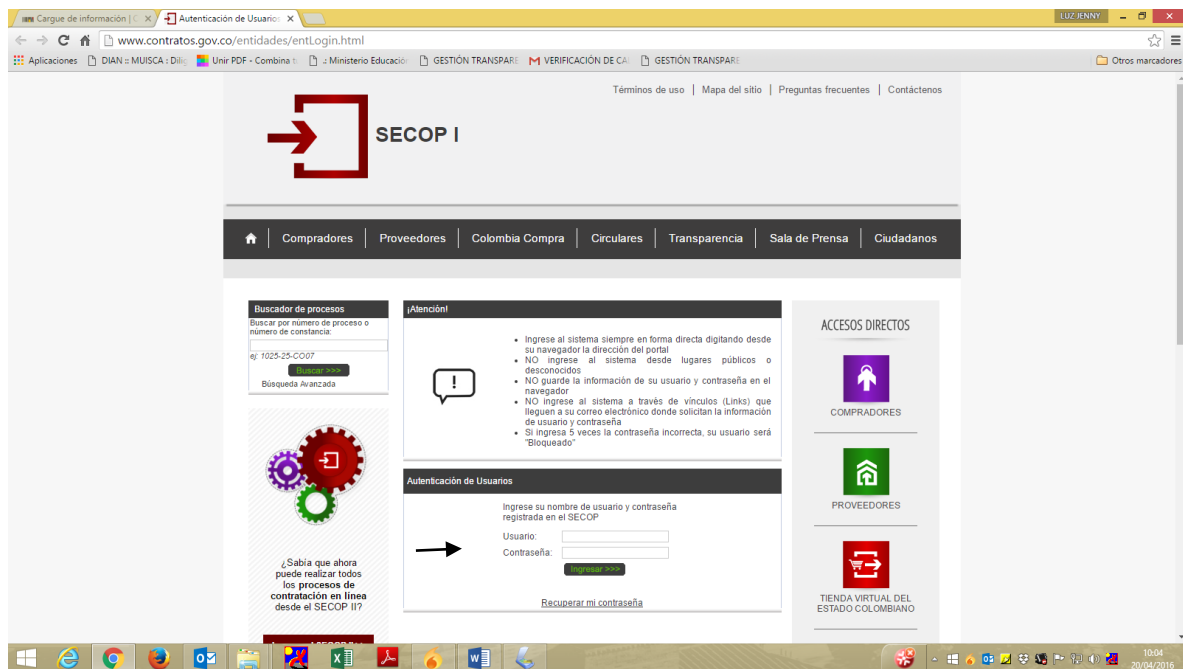 Cargue de información | C
Autenticación de Usuario
LUZ JENNY
www.contratos.gov.co/entidades/entLogin.html
Aplicaciones
DIAN :: MUISCA : Dilig
Unir PDF - Combina t
.: Ministerio Educació
GESTIÓN TRANSPARE
VERIFICACIÓN DE CA
GESTIÓN TRANSPARE
Otros marcadores
Términos de uso | Mapa del sitio | Preguntas frecuentes | Contáctenos
SECOP I
Compradores | Proveedores | Colombia Compra | Circulares | Transparencia | Sala de Prensa | Ciudadanos
Buscador de procesos
Buscar por número de proceso o
número de constancia:
ej: 1025-25-CO07
Buscar >>>
Búsqueda Avanzada
¿Sabía que ahora
puede realizar todos
los procesos de
contratación en línea
desde el SECOP II?
¡Atención!
• Ingrese al sistema siempre en forma directa digitando desde
su navegador la dirección del portal
• NO ingrese al sistema desde lugares públicos o
desconocidos
• NO guarde la información de su usuario y contraseña en el
navegador
• NO ingrese al sistema a través de vínculos (Links) que
lleguen a su correo electrónico donde solicitan la información
de usuario y contraseña
• Si ingresa 5 veces la contraseña incorrecta, su usuario será
"Bloqueado"
Autenticación de Usuarios
Ingrese su nombre de usuario y contraseña
registrada en el SECOP
Usuario:
Contraseña:
Ingresar >>>
Recuperar mi contraseña
ACCESOS DIRECTOS
COMPRADORES
PROVEEDORES
TIENDA VIRTUAL DEL
ESTADO COLOMBIANO
10:04
20/04/2016